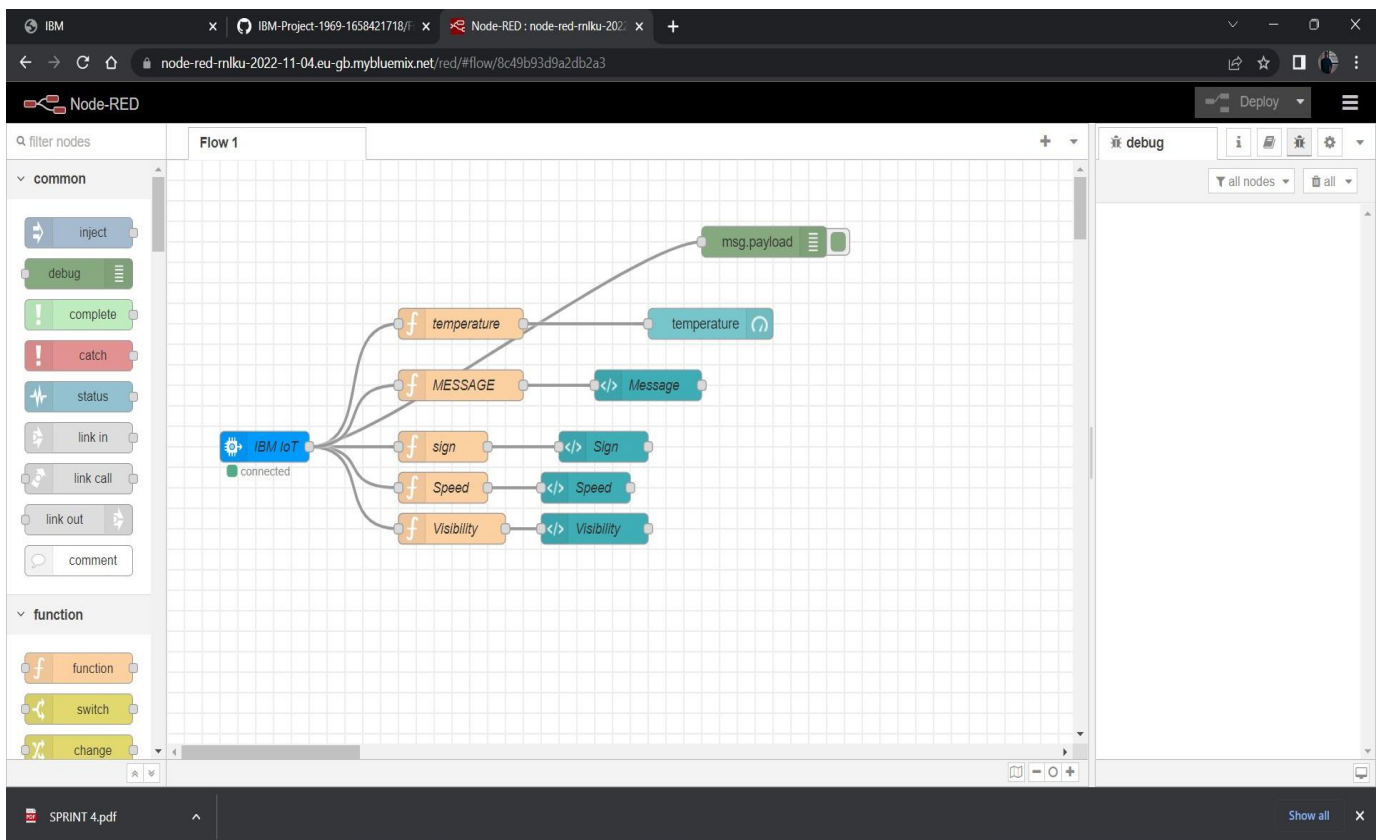 IBM
IBM-Project-1969-1658421718/F
Node-RED : node-red-rnlku-202
node-red-rnlku-2022-11-04.eu-gb.mybluemix.net/red/#flow/8c49b93d9a2db2a3
Node-RED
Deploy
filter nodes
Flow 1
debug
i
common
all nodes
all
inject
msg.payload
debug
complete
temperature
temperature
catch
MESSAGE
</> Message
status
link in
IBM IoT
sign
</> Sign
connected
link call
Speed
</> Speed
link out
Visibility
</> Visibility
comment
function
f function
switch
change
SPRINT 4.pdf
Show all